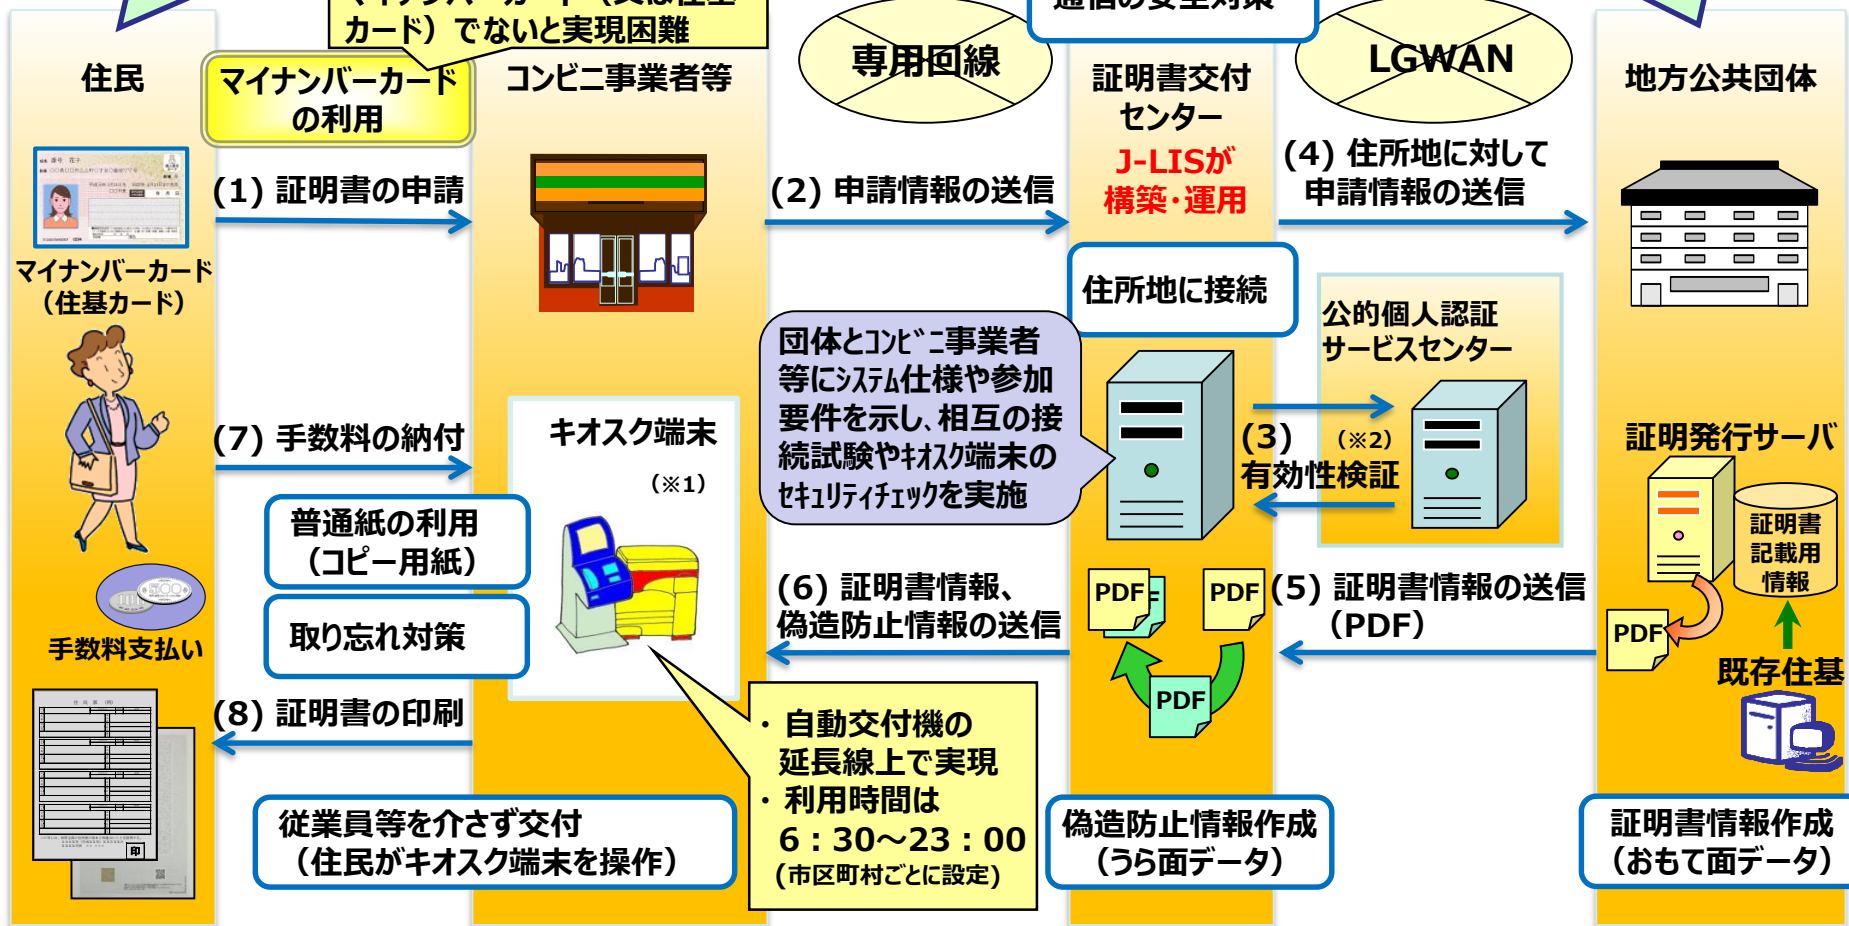 カード）でないと実現困難
住民
マイナンバーカード
の利用
コンビニ事業者等
専用回線
証明書交付
センター
J-LISが
構築・運用
LGWAN
地方公共団体
(1) 証明書の申請
(2) 申請情報の送信
(4) 住所地に対して
申請情報の送信
マイナンバーカード
（住基カード）
住所地に接続
公的個人認証
サービスセンター
団体とｺﾝﾋﾞﾆ事業者
等にｼｽﾃﾑ仕様や参加
要件を示し、相互の接
続試験やｷｵｽｸ端末の
ｾｷｭﾘﾃｨﾁｪｯｸを実施
(3)
（※2）
有効性検証
(7) 手数料の納付
キオスク端末
（※1）
証明発行サーバ
証明書
記載用
情報
普通紙の利用
（コピー用紙）
取り忘れ対策
手数料支払い
(6) 証明書情報、
偽造防止情報の送信
PDF
PDF
PDF
(5) 証明書情報の送信
（PDF）
PDF
既存住基
(8) 証明書の印刷
・自動交付機の
延長線上で実現
・利用時間は
6：30～23：00
(市区町村ごとに設定)
従業員等を介さず交付
（住民がキオスク端末を操作）
偽造防止情報作成
（うら面データ）
証明書情報作成
（おもて面データ）
印